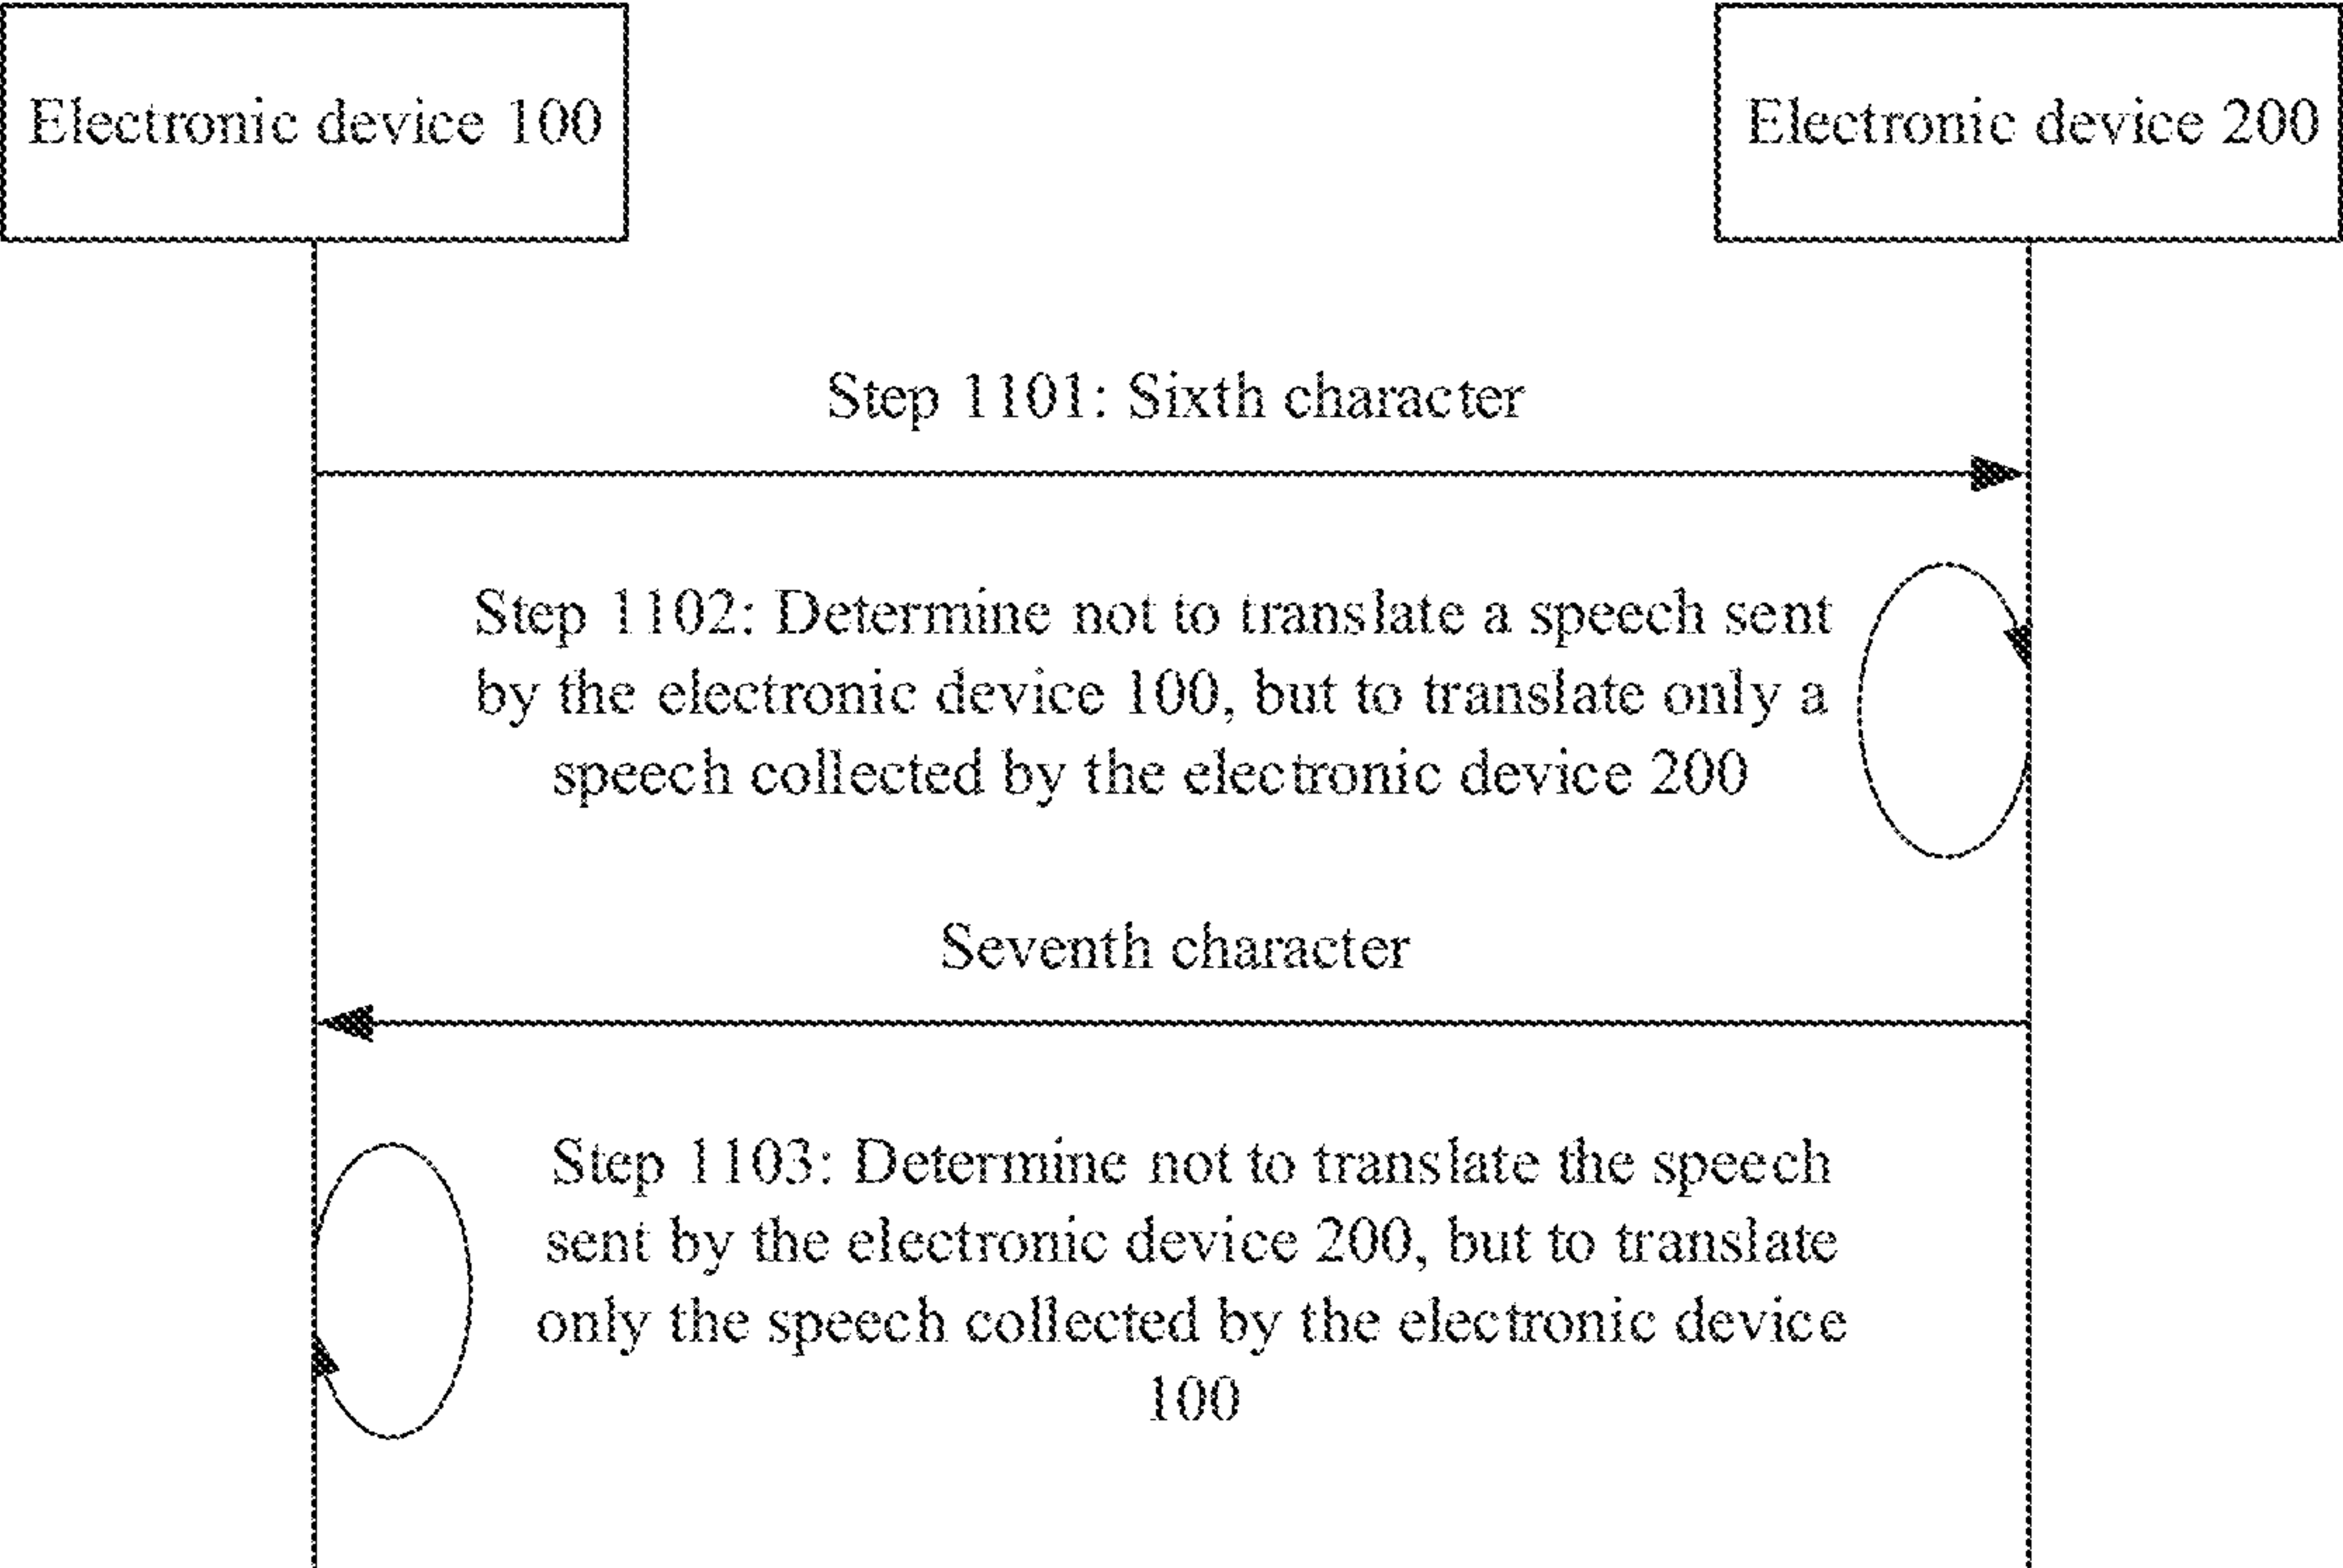 Electronic device 100
Electronic device 200
Step 1101: Sixth character
Step 1102: Determine not to translate a speech sent
by the electronic device 100, but to translate only a
speech collected by the electronic device 200
Seventh character
Step 1103: Determine not to translate the speech
sent by the electronic device 200, but to translate
only the speech collected by the electronic device
100